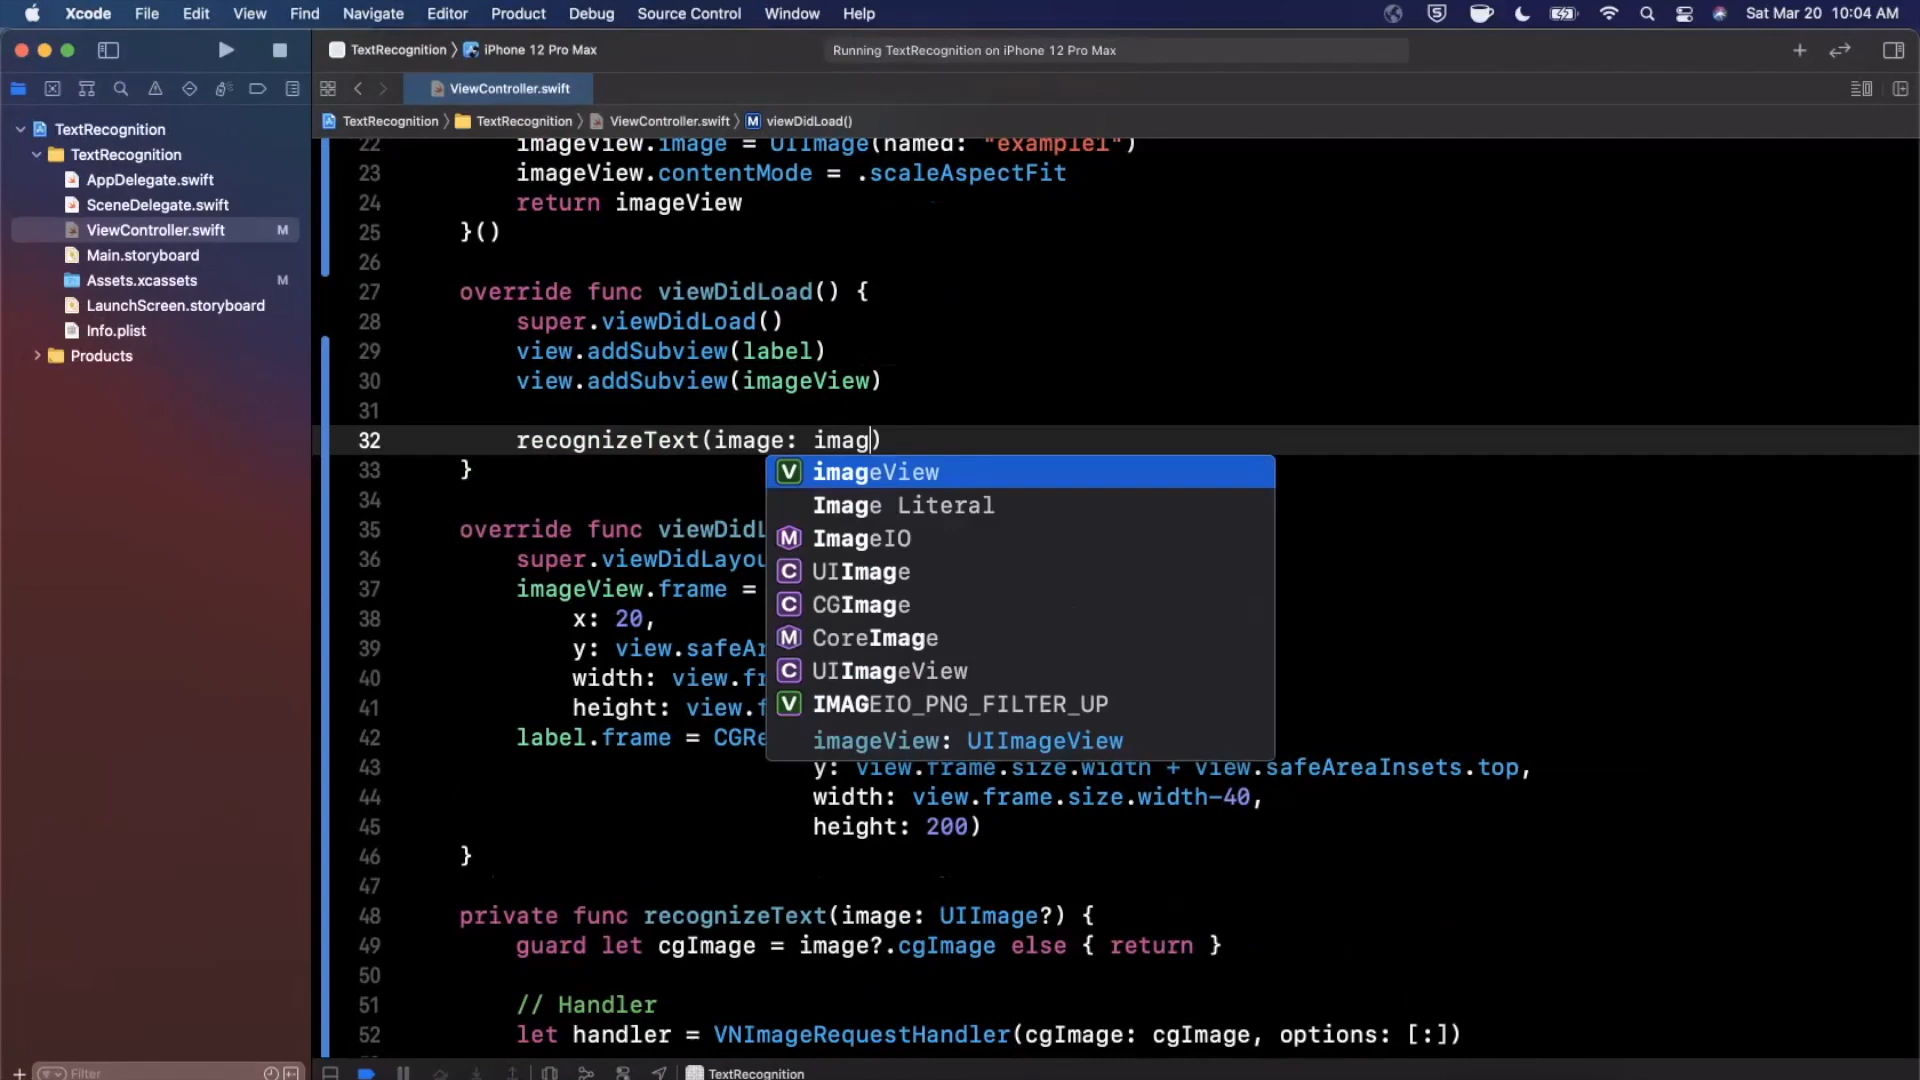 Xcode File Edit View Find Navigate Editor Product Debug Source Control Window Help Sat Mar 20 10:04 AM
TextRecognition iPhone 12 Pro Max Running TextRecognition on iPhone 12 Pro Max
ViewController.swift
TextRecognition TextRecognition ViewController.swift M viewDidLoad()
TextRecognition
TextRecognition
AppDelegate.swift
SceneDelegate.swift
ViewController.swift M
Main.storyboard
Assets.xcassets M
LaunchScreen.storyboard
Info.plist
Products
22 imageView.image = UIImage(named: "example1")
23 imageView.contentMode = .scaleAspectFit
24 return imageView
25 }()
26
27 override func viewDidLoad() {
28 super.viewDidLoad()
29 view.addSubview(label)
30 view.addSubview(imageView)
31
32 recognizeText(image: imag)
33 }
34
35 override func viewDidL
36 super.viewDidLayou
37 imageView.frame =
38 x: 20,
39 y: view.safeAr
40 width: view.fr
41 height: view.f
42 label.frame = CGRe
43 y: view.frame.size.width + view.safeAreaInsets.top,
44 width: view.frame.size.width-40,
45 height: 200)
46 }
47
48 private func recognizeText(image: UIImage?) {
49 guard let cgImage = image?.cgImage else { return }
50
51 // Handler
52 let handler = VNImageRequestHandler(cgImage: cgImage, options: [:])
V imageView
Image Literal
M ImageIO
C UIImage
C CGImage
M CoreImage
C UIImageView
V IMAGEIO_PNG_FILTER_UP
imageView: UIImageView
Filter
TextRecognition